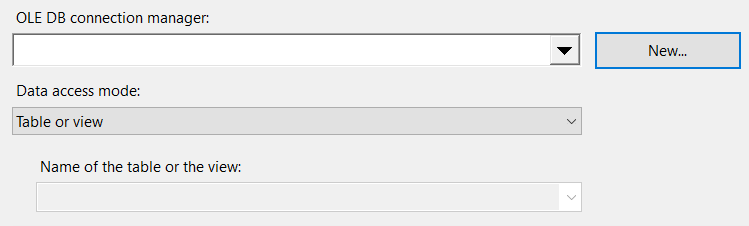 OLE DB connection manager:
New...
Data access mode:
Table or view
Name of the table or the view: